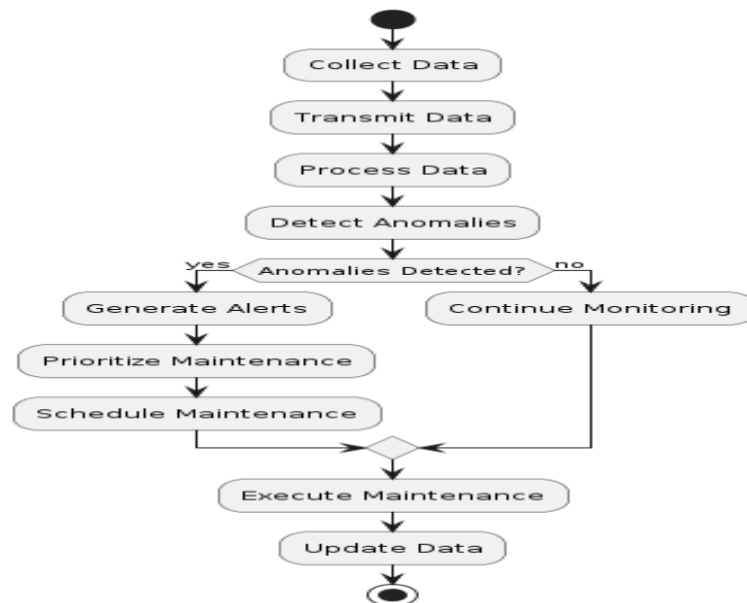 Collect Data
Transmit Data
Process Data
Detect Anomalies
yes
Anomalies Detected?
no
Generate Alerts
Continue Monitoring
Prioritize Maintenance
Schedule Maintenance
Execute Maintenance
Update Data